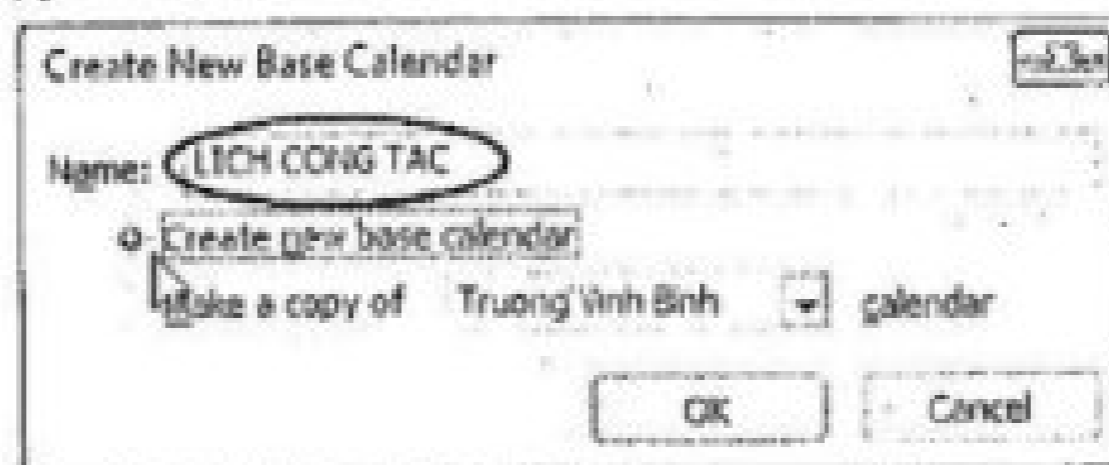 Create New Base Calendar
Name: LICH CONG TAC
Create new base calendar
Make a copy of Truong Vinh Binh calendar
OK Cancel